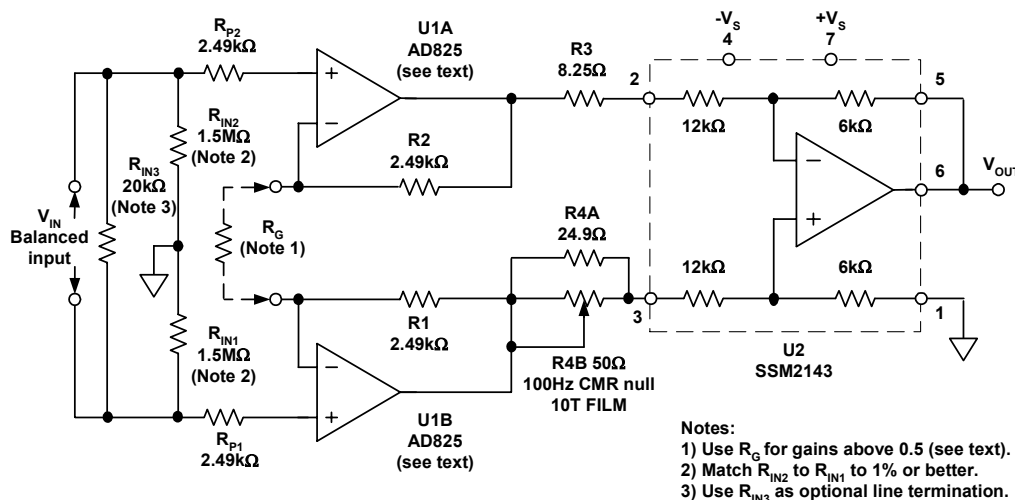 RP2
2.49kΩ
U1A
AD825
(see text)
+
−
R3
8.25Ω
-VS
4
+VS
7
2
12kΩ
6kΩ
5
RIN2
1.5MΩ
(Note 2)
R2
2.49kΩ
−
+
6
VOUT
RIN3
20kΩ
(Note 3)
VIN
Balanced
input
RG
(Note 1)
R4A
24.9Ω
12kΩ
6kΩ
3
1
R1
2.49kΩ
RIN1
1.5MΩ
(Note 2)
−
+
R4B 50Ω
100Hz CMR null
10T FILM
U2
SSM2143
RP1
2.49kΩ
U1B
AD825
(see text)
Notes:
1) Use RG for gains above 0.5 (see text).
2) Match RIN2 to RIN1 to 1% or better.
3) Use RIN3 as optional line termination.